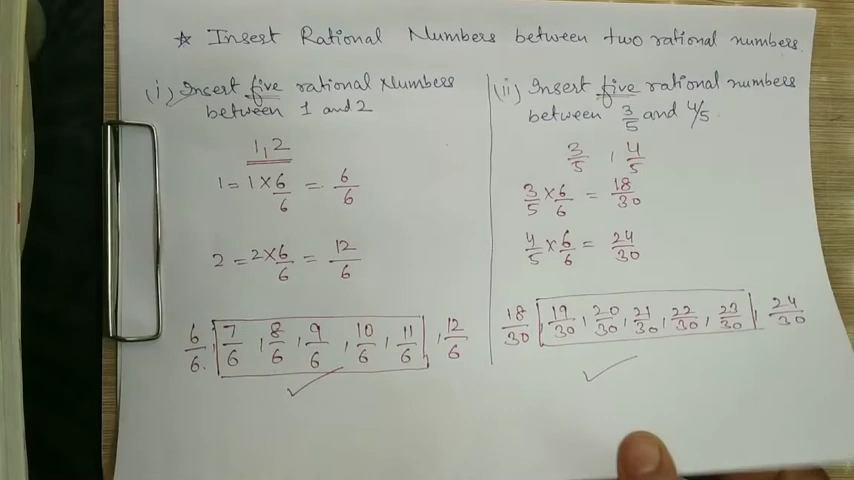 ☆ Insert Rational Numbers between two rational numbers.
(i) Insert five rational Numbers
between 1 and 2
1,2
1 = 1 × 6/6 = 6/6
2 = 2 × 6/6 = 12/6
6/6, 7/6, 8/6, 9/6, 10/6, 11/6, 12/6
(ii) Insert five rational numbers
between 3/5 and 4/5
3/5, 4/5
3/5 × 6/6 = 18/30
4/5 × 6/6 = 24/30
18/30, 19/30, 20/30, 21/30, 22/30, 23/30, 24/30